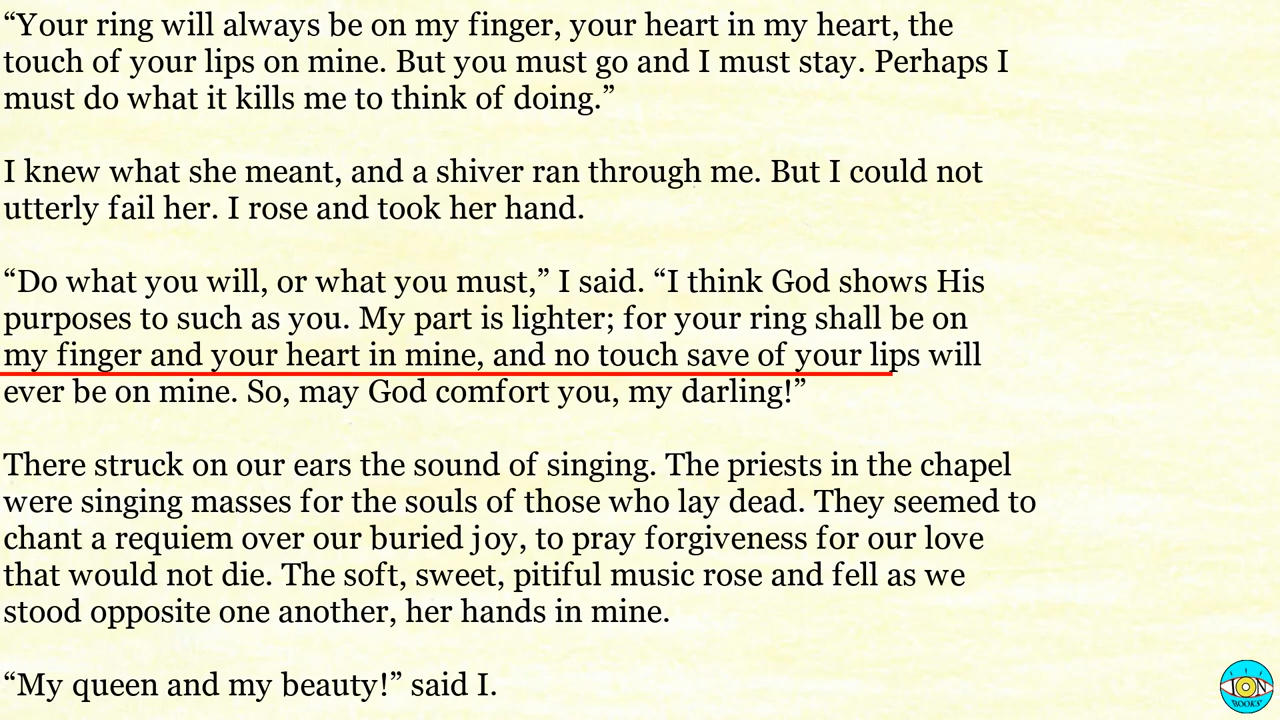 “Your ring will always be on my finger, your heart in my heart, the
touch of your lips on mine. But you must go and I must stay. Perhaps I
must do what it kills me to think of doing.”
I knew what she meant, and a shiver ran through me. But I could not
utterly fail her. I rose and took her hand.
“Do what you will, or what you must,” I said. “I think God shows His
purposes to such as you. My part is lighter; for your ring shall be on
my finger and your heart in mine, and no touch save of your lips will
ever be on mine. So, may God comfort you, my darling!”
There struck on our ears the sound of singing. The priests in the chapel
were singing masses for the souls of those who lay dead. They seemed to
chant a requiem over our buried joy, to pray forgiveness for our love
that would not die. The soft, sweet, pitiful music rose and fell as we
stood opposite one another, her hands in mine.
“My queen and my beauty!” said I.
ION
BOOKS